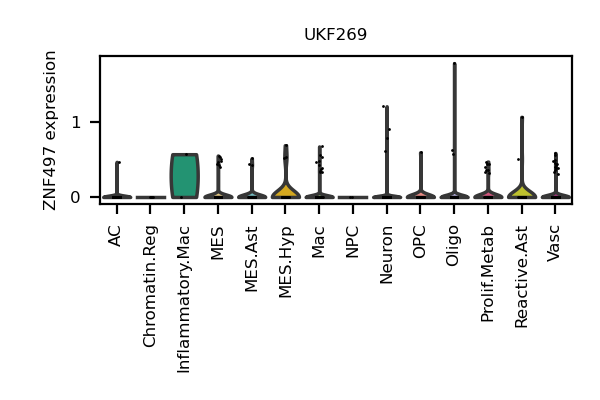 UKF269
ZNF497 expression
1
0
AC
Chromatin.Reg
Inflammatory.Mac
MES
MES.Ast
MES.Hyp
Mac
NPC
Neuron
OPC
Oligo
Prolif.Metab
Reactive.Ast
Vasc